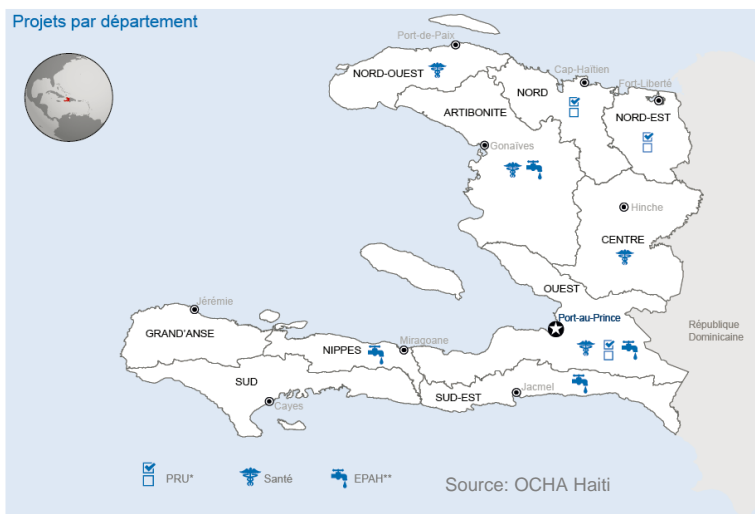 Projets par département
Port-de-Paix
Cap-Haïtien
NORD-OUEST
Fort-Liberté
NORD
ARTIBONITE
NORD-EST
Gonaïves
Hinche
CENTRE
OUEST
Jérémie
Port-au-Prince
République
Dominicaine
GRAND'ANSE
Miragoane
NIPPES
SUD
Jacmel
SUD-EST
Cayes
PRU*
Santé
EPAH**
Source: OCHA Haiti